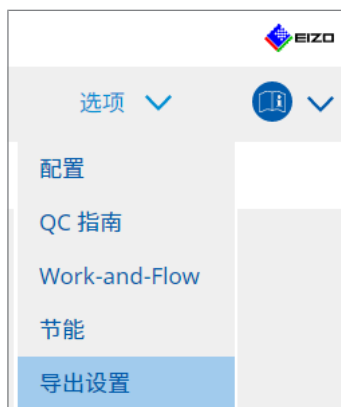 EIZO
选项
配置
QC 指南
Work-and-Flow
节能
导出设置